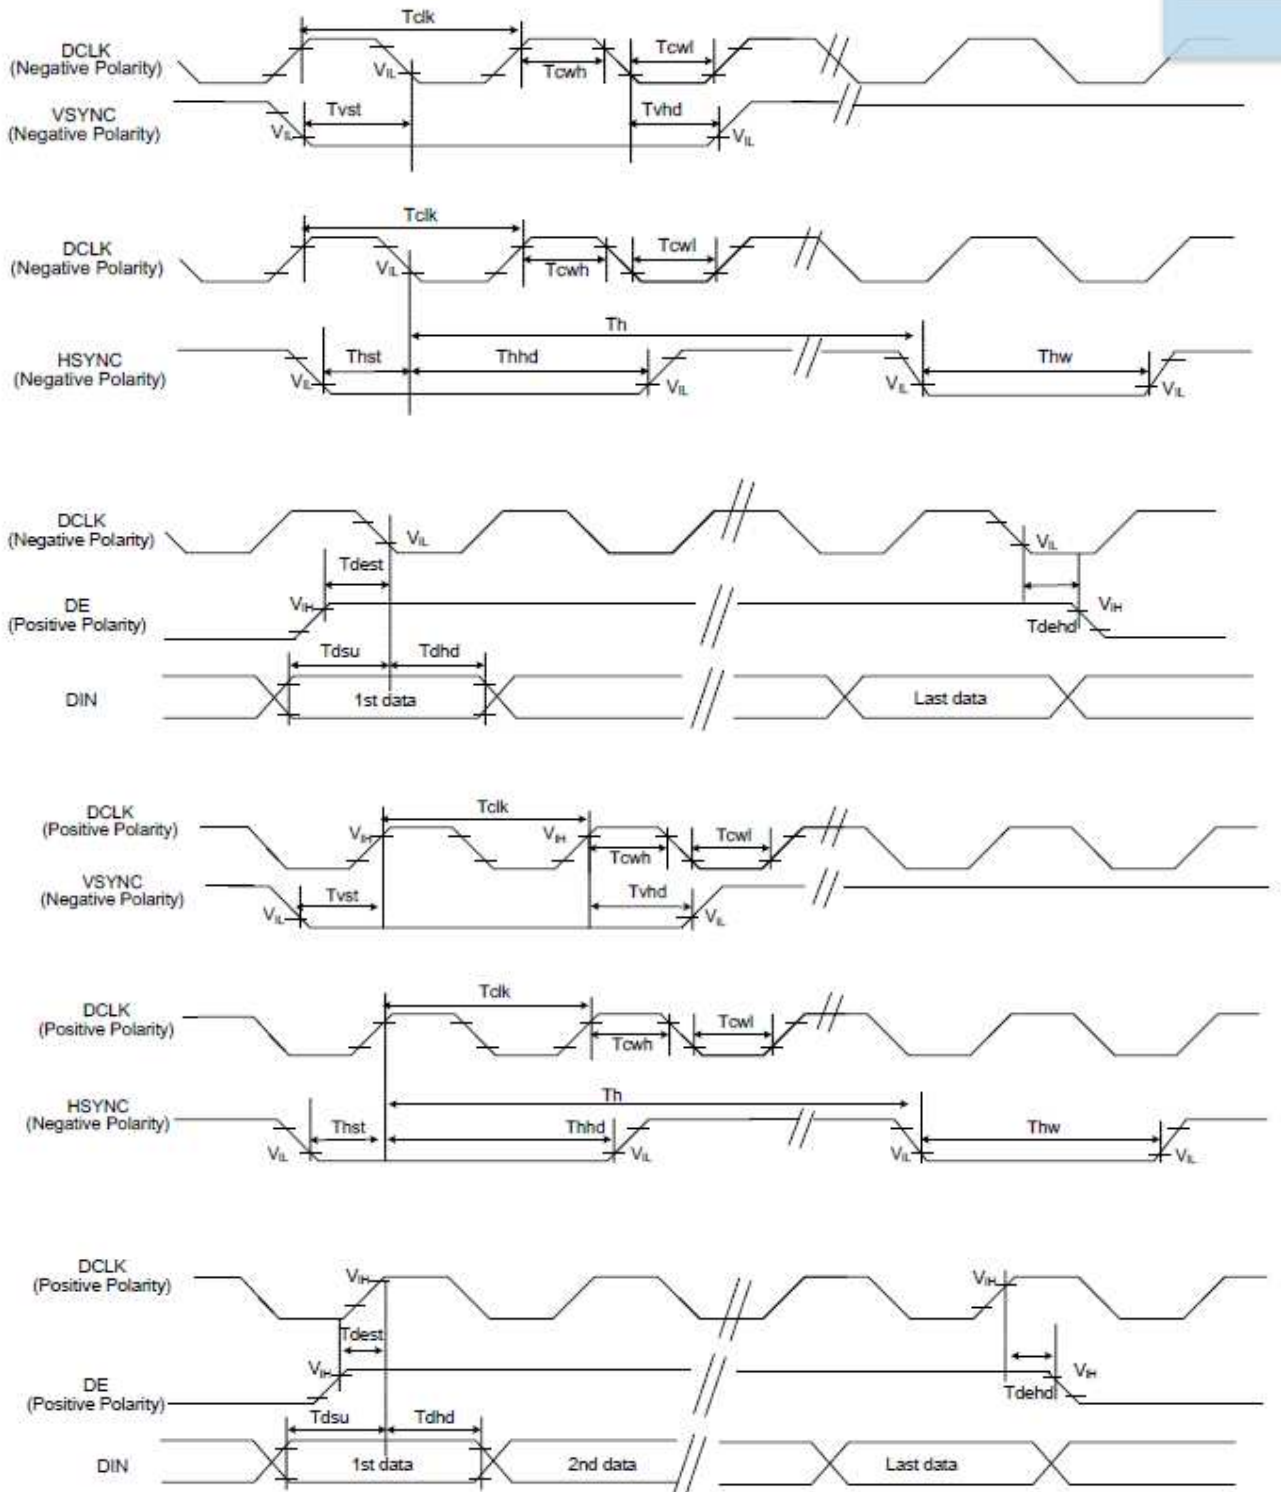 Tclk
DCLK
(Negative Polarity)
VIL
Tcwh
Tcwl
VSYNC
(Negative Polarity)
VIL
Tvst
Tvhd
VIL
Tclk
DCLK
(Negative Polarity)
VIL
Tcwh
Tcwl
Th
HSYNC
(Negative Polarity)
VIL
Thst
Thhd
VIL
VIL
Thw
VIL
DCLK
(Negative Polarity)
VIL
VIL
Tdest
DE
(Positive Polarity)
VIH
VIH
Tdehd
Tdsu
Tdhd
DIN
1st data
Last data
DCLK
(Positive Polarity)
VIH
Tclk
VIH
Tcwh
Tcwl
VSYNC
(Negative Polarity)
VIL
Tvst
Tvhd
VIL
Tclk
DCLK
(Positive Polarity)
Tcwh
Tcwl
Th
HSYNC
(Negative Polarity)
VIL
Thst
Thhd
VIL
VIL
Thw
VIL
DCLK
(Positive Polarity)
VIH
VIH
Tdest
DE
(Positive Polarity)
VIH
VIH
Tdehd
Tdsu
Tdhd
DIN
1st data
2nd data
Last data